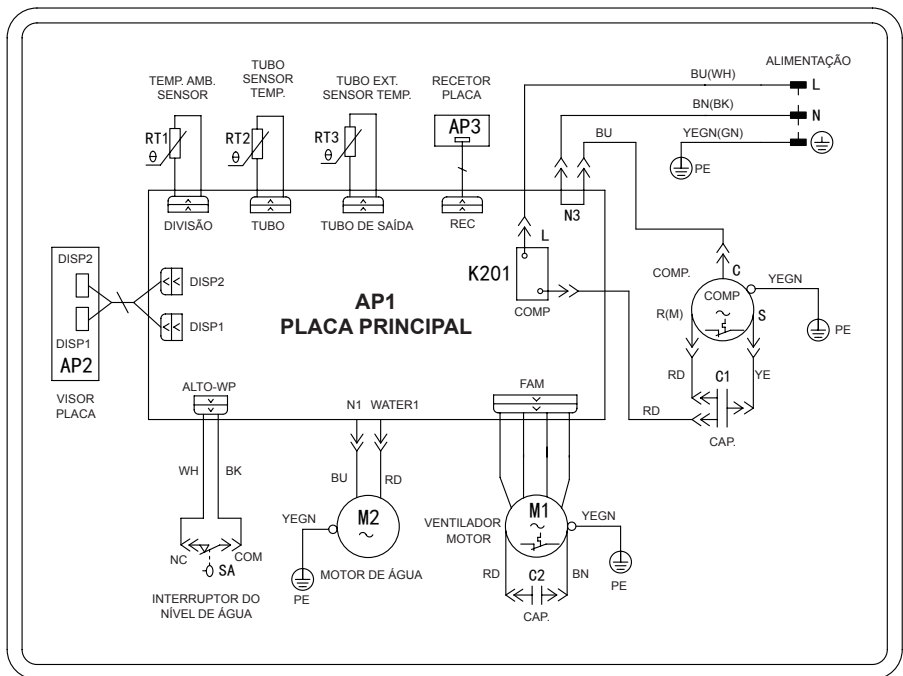 ALIMENTAÇÃO
BU(WH)
L
BN(BK)
N
BU
YEGN(GN)
PE
TEMP. AMB.
SENSOR
TUBO
SENSOR
TEMP.
TUBO EXT.
SENSOR TEMP.
RECETOR
PLACA
RT1
θ
RT2
θ
RT3
θ
AP3
DIVISÃO
TUBO
TUBO DE SAÍDA
REC
L
N3
K201
COMP
AP1
PLACA PRINCIPAL
DISP2
DISP1
AP2
VISOR
PLACA
DISP2
DISP1
COMP.
C
COMP
R(M)
S
YEGN
PE
RD
C1
YE
RD
CAP.
ALTO-WP
WH
BK
NC
COM
SA
INTERRUPTOR DO
NÍVEL DE ÁGUA
N1
WATER1
BU
RD
YEGN
M2
PE
MOTOR DE ÁGUA
FAM
VENTILADOR
MOTOR
M1
YEGN
PE
RD
C2
BN
CAP.